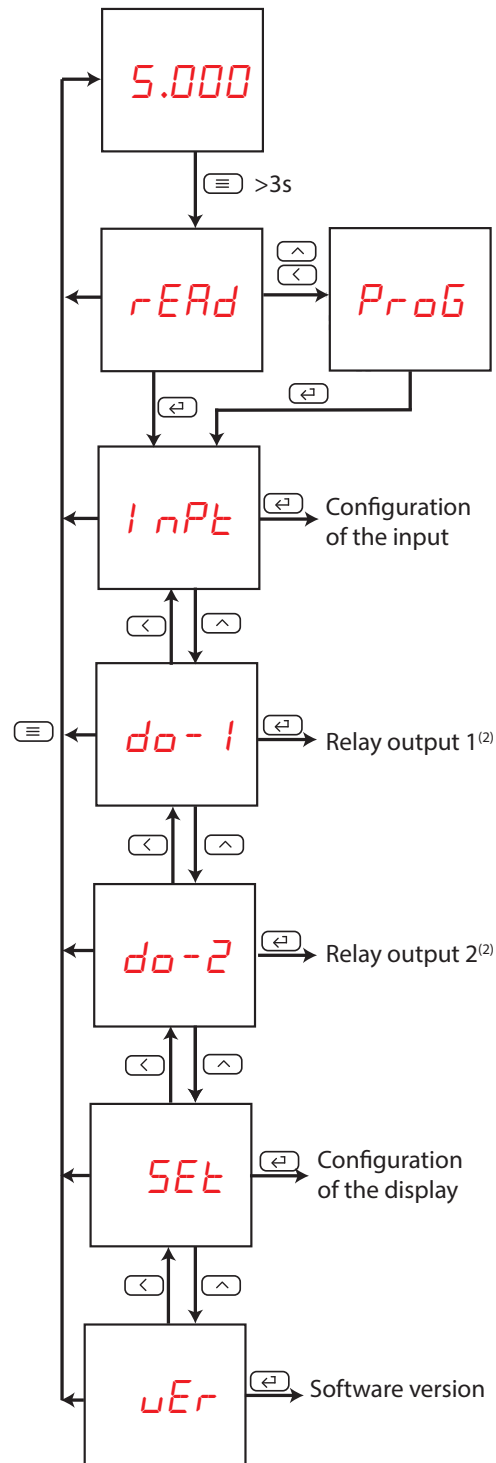 5.000
>3s
rEAd
ProG
InPt
Configuration
of the input
do-1
Relay output 1(2)
do-2
Relay output 2(2)
SEt
Configuration
of the display
vEr
Software version